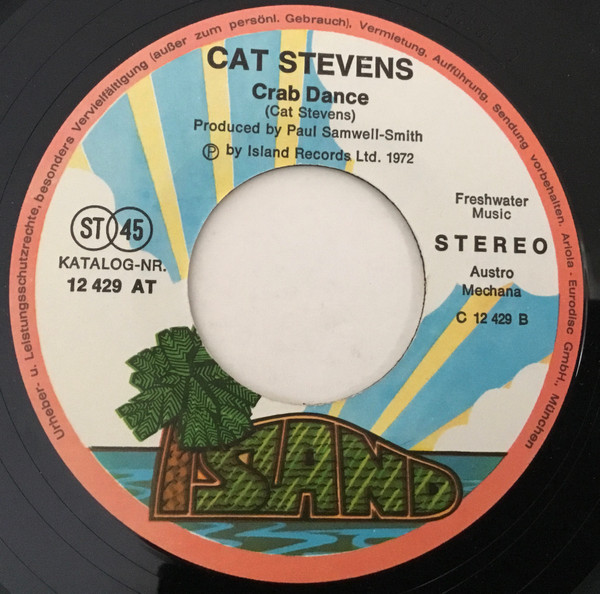 Urheber- u. Leistungsschutzrechte, besonders Vervielfältigung (außer zum persönl. Gebrauch), Vermietung, Aufführung, Sendung vorbehalten. Ariola - Eurodisc GmbH., München
CAT STEVENS
Crab Dance
(Cat Stevens)
Produced by Paul Samwell-Smith
Ⓟ by Island Records Ltd. 1972
Freshwater
Music
ST 45
STEREO
KATALOG-NR.
12 429 AT
Austro
Mechana
C 12 429 B
ISLAND